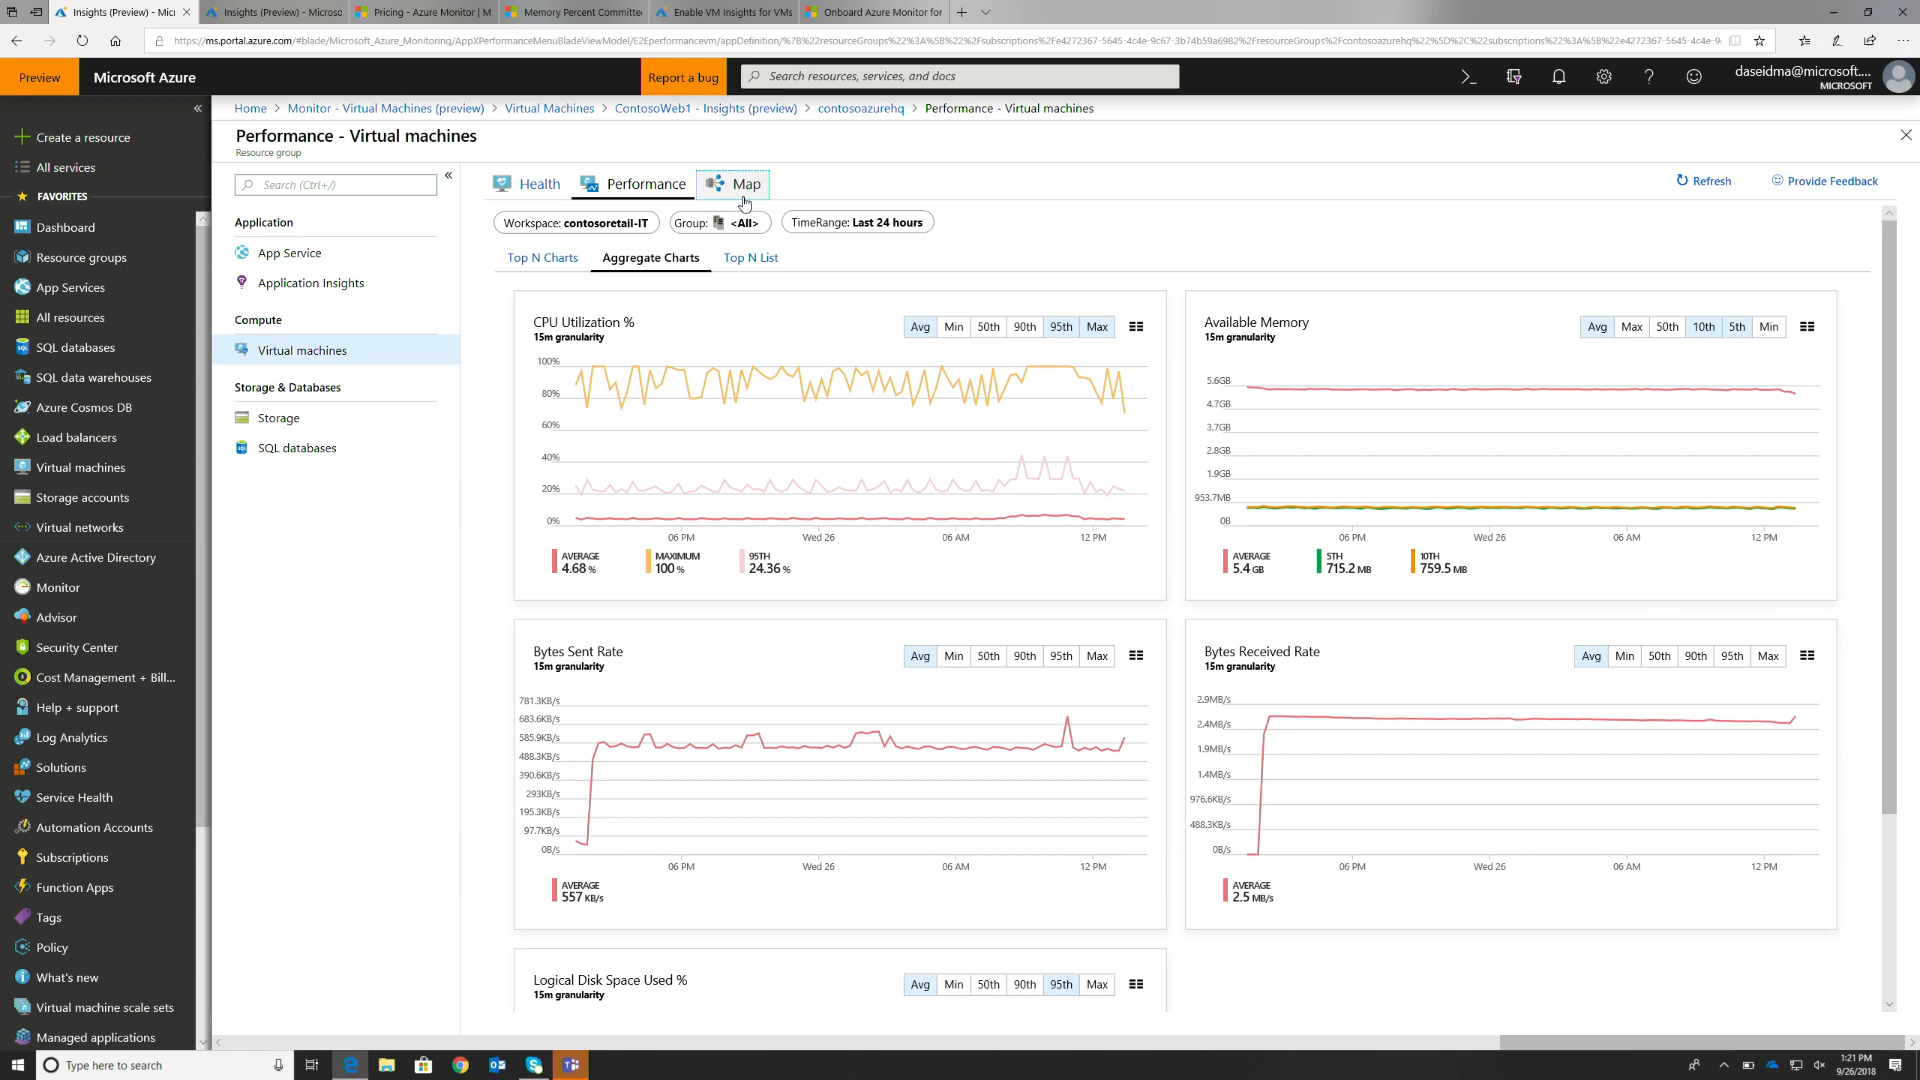 Insights (Preview) - Mic
Insights (Preview) - Microso
Pricing - Azure Monitor | M
Memory Percent Committe
Enable VM Insights for VMs
Onboard Azure Monitor for
Preview
Microsoft Azure
Report a bug
Search resources, services, and docs
daseidma@microsoft....
MICROSOFT
Home > Monitor - Virtual Machines (preview) > Virtual Machines > ContosoWeb1 - Insights (preview) > contosoazurehq > Performance - Virtual machines
Performance - Virtual machines
Resource group
Create a resource
All services
FAVORITES
Dashboard
Resource groups
App Services
All resources
SQL databases
SQL data warehouses
Azure Cosmos DB
Load balancers
Virtual machines
Storage accounts
Virtual networks
Azure Active Directory
Monitor
Advisor
Security Center
Cost Management + Bill...
Help + support
Log Analytics
Solutions
Service Health
Automation Accounts
Subscriptions
Function Apps
Tags
Policy
What's new
Virtual machine scale sets
Managed applications
Search (Ctrl+/)
Application
App Service
Application Insights
Compute
Virtual machines
Storage & Databases
Storage
SQL databases
Health
Performance
Map
Refresh
Provide Feedback
Workspace: contosoretail-IT
Group: <All>
TimeRange: Last 24 hours
Top N Charts
Aggregate Charts
Top N List
CPU Utilization %
15m granularity
Avg Min 50th 90th 95th Max
100%
80%
60%
40%
20%
0%
06 PM Wed 26 06 AM 12 PM
AVERAGE
4.68 %
MAXIMUM
100 %
95TH
24.36 %
Available Memory
15m granularity
Avg Max 50th 10th 5th Min
5.6GB
4.7GB
3.7GB
2.8GB
1.9GB
953.7MB
0B
06 PM Wed 26 06 AM 12 PM
AVERAGE
5.4 GB
5TH
715.2 MB
10TH
759.5 MB
Bytes Sent Rate
15m granularity
Avg Min 50th 90th 95th Max
781.3KB/s
683.6KB/s
585.9KB/s
488.3KB/s
390.6KB/s
293KB/s
195.3KB/s
97.7KB/s
0B/s
06 PM Wed 26 06 AM 12 PM
AVERAGE
557 KB/s
Bytes Received Rate
15m granularity
Avg Min 50th 90th 95th Max
2.9MB/s
2.4MB/s
1.9MB/s
1.4MB/s
976.6KB/s
488.3KB/s
0B/s
06 PM Wed 26 06 AM 12 PM
AVERAGE
2.5 MB/s
Logical Disk Space Used %
15m granularity
Avg Min 50th 90th 95th Max
Type here to search
1:21 PM
9/26/2018